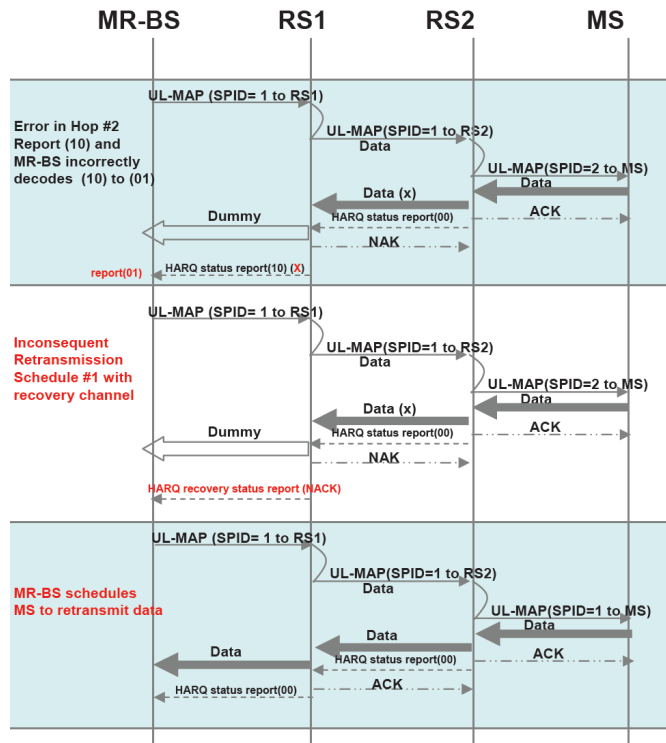 MR-BS RS1 RS2 MS
UL-MAP (SPID= 1 to RS1)
Error in Hop #2
Report (10) and
MR-BS incorrectly
decodes (10) to (01)
UL-MAP(SPID=1 to RS2)
Data
UL-MAP(SPID=2 to MS)
Data
Data (x)
Dummy
HARQ status report(00)
ACK
NAK
report(01)
HARQ status report(10) (X)
UL-MAP (SPID= 1 to RS1)
Inconsequent
Retransmission
Schedule #1 with
recovery channel
UL-MAP(SPID=1 to RS2)
Data
UL-MAP(SPID=2 to MS)
Data
Data (x)
Dummy
HARQ status report(00)
ACK
NAK
HARQ recovery status report (NACK)
UL-MAP (SPID= 1 to RS1)
MR-BS schedules
MS to retransmit data
UL-MAP(SPID=1 to RS2)
Data
UL-MAP(SPID=1 to MS)
Data
Data
Data
HARQ status report(00)
ACK
HARQ status report(00)
ACK